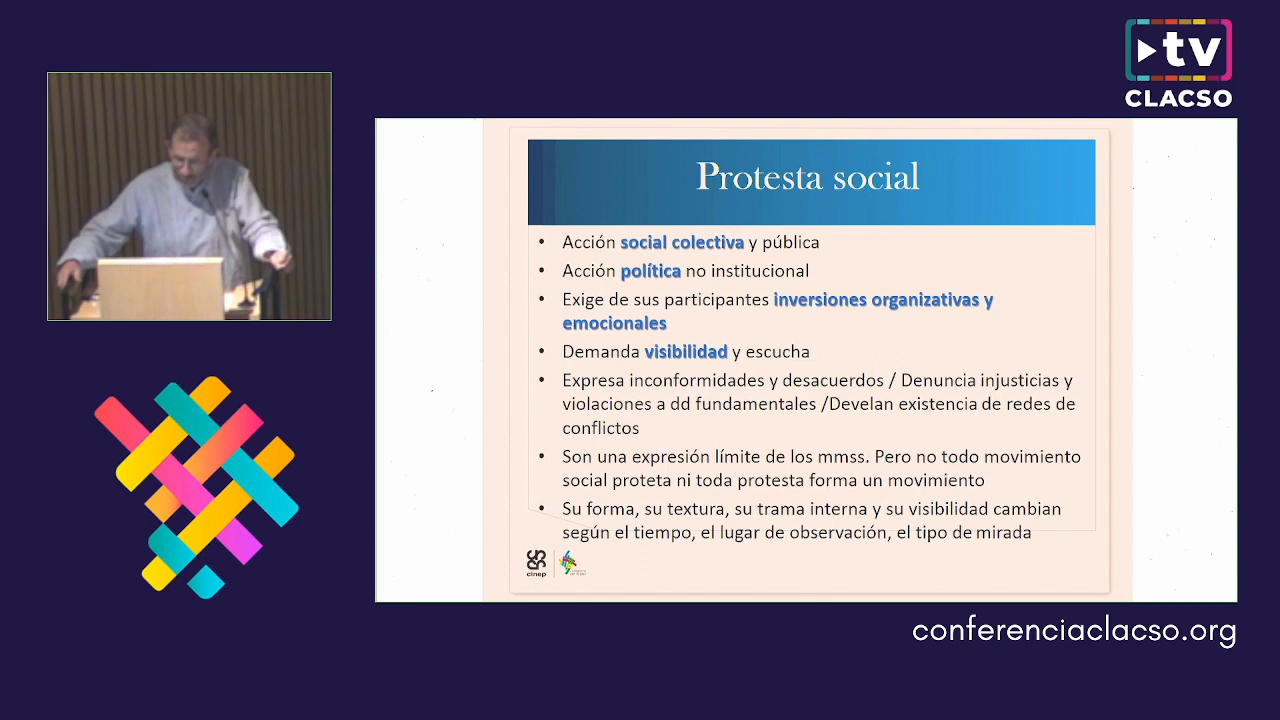 tv
CLACSO
Protesta social
• Acción social colectiva y pública
• Acción política no institucional
• Exige de sus participantes inversiones organizativas y
emocionales
• Demanda visibilidad y escucha
• Expresa inconformidades y desacuerdos / Denuncia injusticias y
violaciones a dd fundamentales /Develan existencia de redes de
conflictos
• Son una expresión límite de los mmss. Pero no todo movimiento
social proteta ni toda protesta forma un movimiento
• Su forma, su textura, su trama interna y su visibilidad cambian
según el tiempo, el lugar de observación, el tipo de mirada
cinep
conferenciaclacso.org